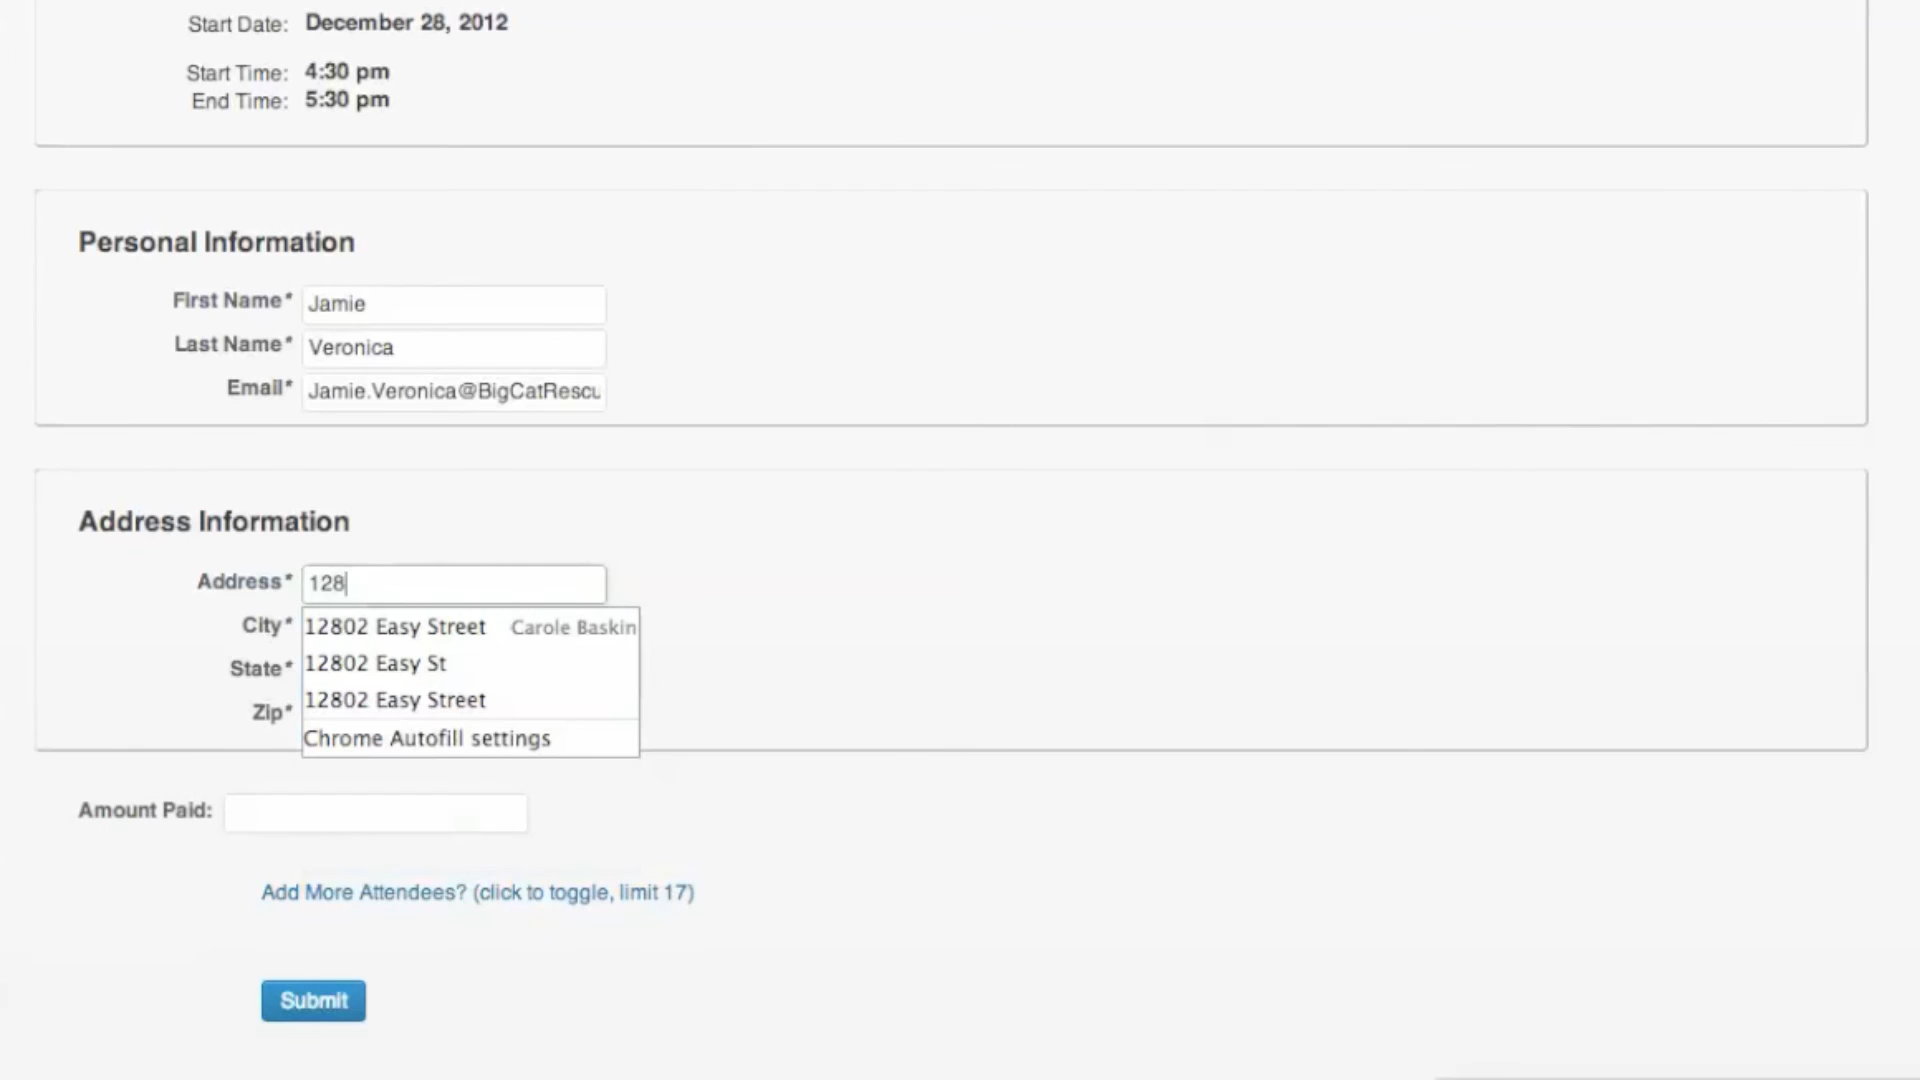 Start Date: December 28, 2012
Start Time: 4:30 pm
End Time: 5:30 pm
Personal Information
First Name* Jamie
Last Name* Veronica
Email* Jamie.Veronica@BigCatRescu
Address Information
Address* 128
City* 12802 Easy Street Carole Baskin
State* 12802 Easy St
Zip* 12802 Easy Street
Chrome Autofill settings
Amount Paid:
Add More Attendees? (click to toggle, limit 17)
Submit